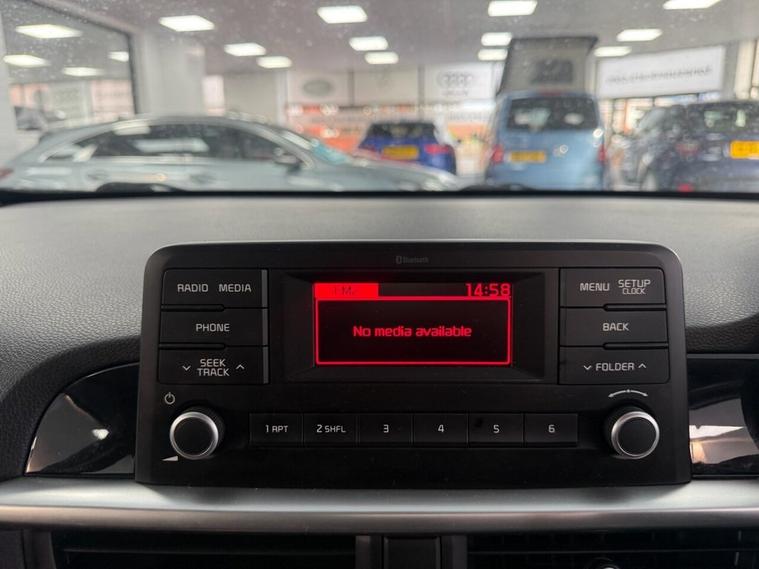 Bluetooth
RADIO MEDIA
14:58
MENU SETUP
CLOCK
No media available
PHONE
BACK
SEEK
TRACK
FOLDER
1 RPT
2 SHFL
3
4
5
6